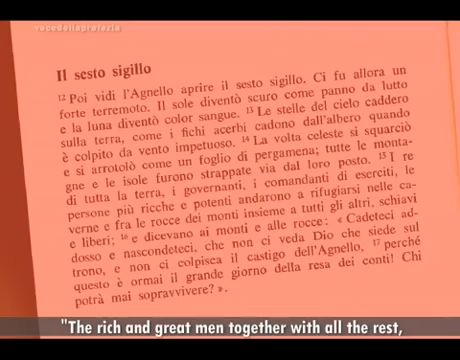 vocedellaprofezia
Il sesto sigillo
12 Poi vidi l'Agnello aprire il sesto sigillo. Ci fu allora un
forte terremoto. Il sole diventò scuro come panno da lutto
e la luna diventò color sangue. 13 Le stelle del cielo caddero
sulla terra, come i fichi acerbi cadono dall'albero quando
è colpito da vento impetuoso. 14 La volta celeste si squarciò
e si arrotolò come un foglio di pergamena; tutte le monta-
gne e le isole furono strappate via dal loro posto. 15 I re
di tutta la terra, i governanti, i comandanti di eserciti, le
persone più ricche e potenti andarono a rifugiarsi nelle ca-
verne e fra le rocce dei monti insieme a tutti gli altri, schiavi
e liberi; 16 e dicevano ai monti e alle rocce: « Cadeteci ad-
dosso e nascondeteci, che non ci veda Dio che siede sul
trono, e non ci colpisca il castigo dell'Agnello, 17 perché
questo è ormai il grande giorno della resa dei conti! Chi
potrà mai sopravvivere? ».
"The rich and great men together with all the rest,